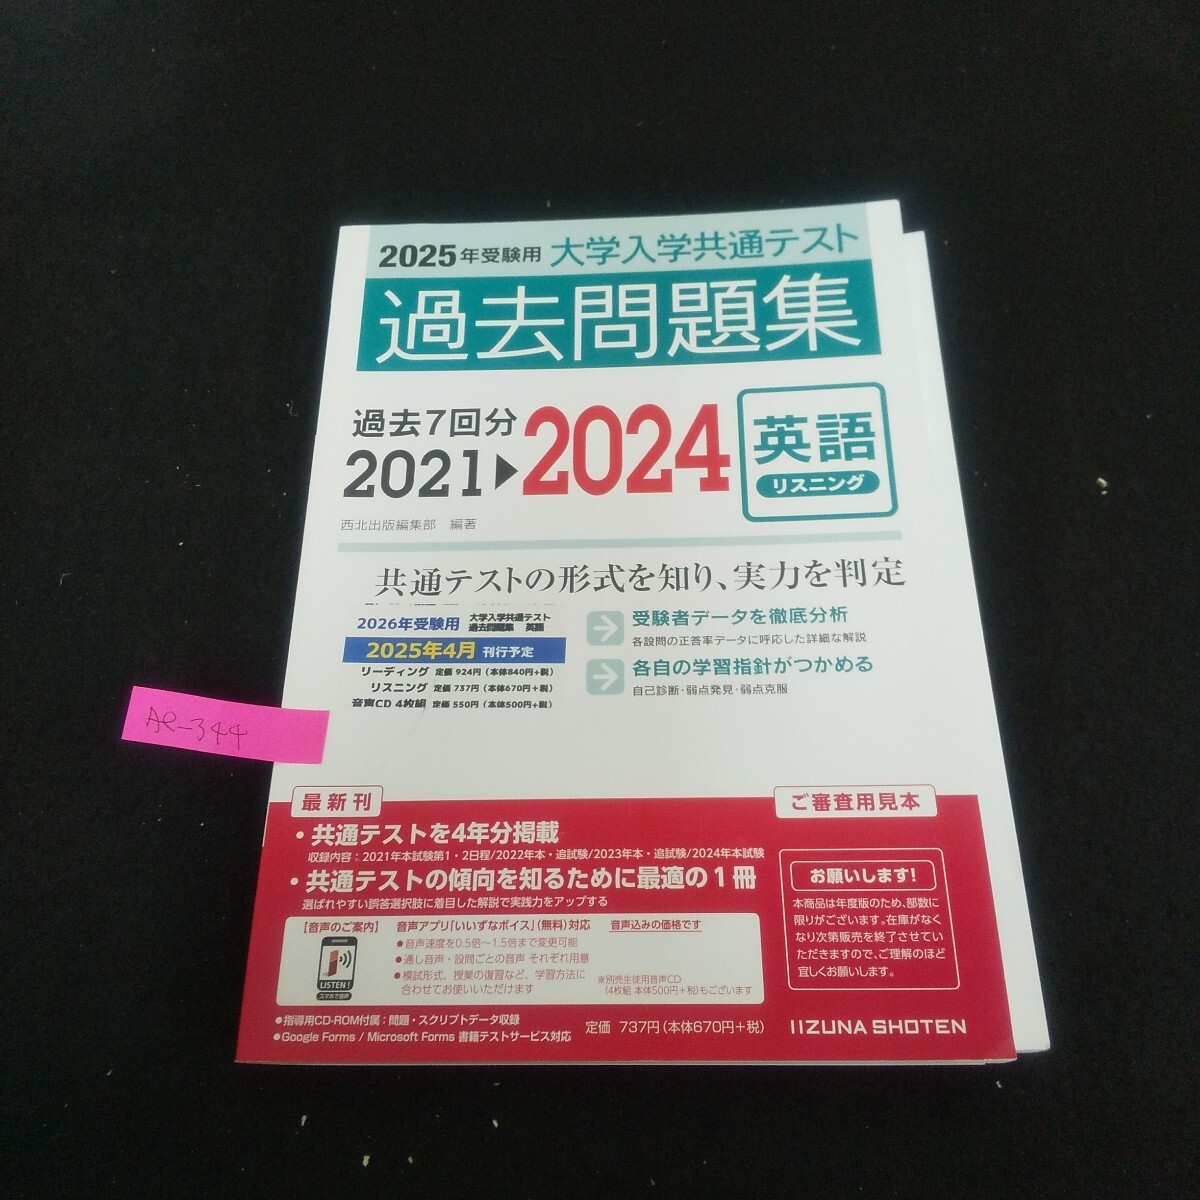 2025年受験用 大学入学共通テスト
過去問題集
過去7回分
2021▶2024
英語
リスニング
西北出版編集部 編著
共通テストの形式を知り、実力を判定
2026年受験用 大学入学共通テスト 過去問題集 英語
2025年4月 刊行予定
リーディング 定価 924円(本体840円+税)
リスニング 定価 737円(本体670円+税)
音声CD 4枚組 定価 550円(本体500円+税)
受験者データを徹底分析
各設問の正答率データに呼応した詳細な解説
各自の学習指針がつかめる
自己診断・弱点発見・弱点克服
AR-344
最新刊
ご審査用見本
・共通テストを4年分掲載
収録内容:2021年本試験第1・2日程/2022年本・追試験/2023年本・追試験/2024年本試験
・共通テストの傾向を知るために最適の1冊
選ばれやすい誤答選択肢に着目した解説で実践力をアップする
お願いします!
本商品は年度版のため、部数に
限りがございます。在庫がなく
なり次第販売を終了させてい
ただきますので、ご理解のほど
宜しくお願いします。
【音声のご案内】
LISTEN!
スマホで音声
音声アプリ「いいずなボイス」(無料)対応
●音声速度を0.5倍〜1.5倍まで変更可能
●通し音声・設問ごとの音声 それぞれ用意
●模試形式、授業の復習など、学習方法に
合わせてお使いいただけます
音声込みの価格です
※別売生徒用音声CD
(4枚組 本体500円+税)もございます
●指導用CD-ROM付属:問題・スクリプトデータ収録
●Google Forms / Microsoft Forms 書籍テストサービス対応
定価 737円(本体670円+税)
IIZUNA SHOTEN